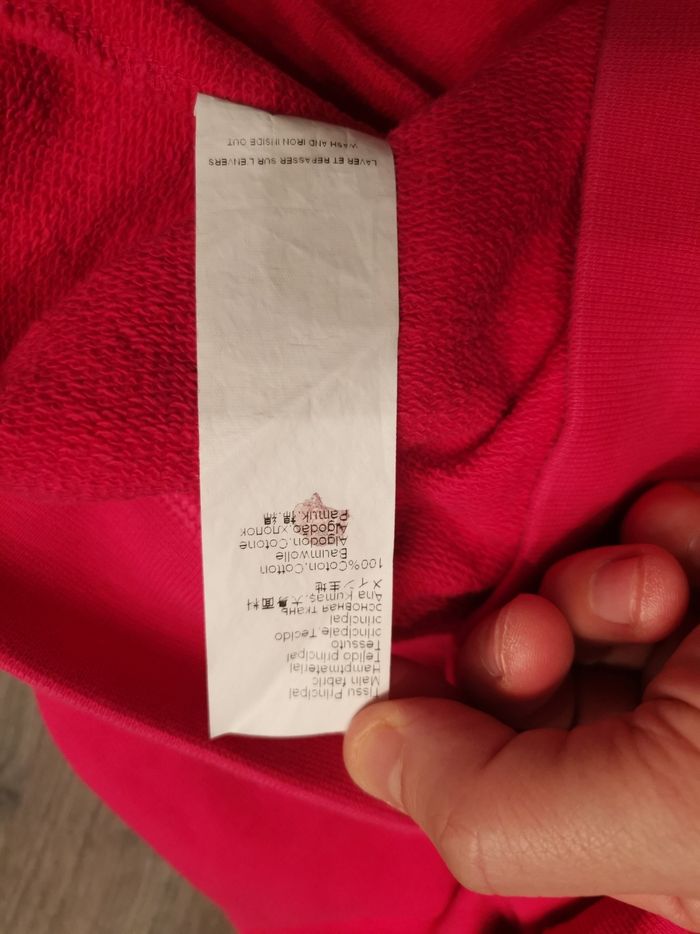 Tissu Principal
Main fabric
Hamptmaterial
Tejido principal
Tessuto
principale.Tecido
principal
основная ткань
Ana Kumaş.大身面料
メイン生地
100%Coton.Cotton
Baumwolle
Algodon.Cotone
Algodão.хлопок
Pamuk.棉.綿
LAVER ET REPASSER SUR L'ENVERS
WASH AND IRON INSIDE OUT